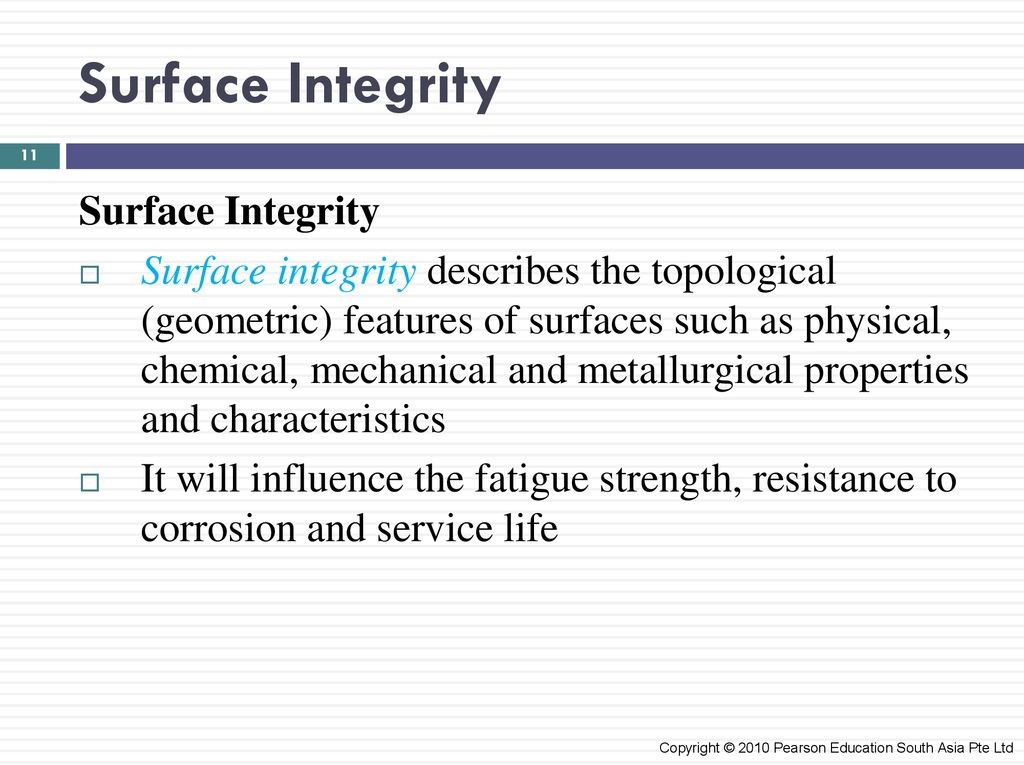 Surface Integrity
11
Surface Integrity
Surface integrity describes the topological
(geometric) features of surfaces such as physical,
chemical, mechanical and metallurgical properties
and characteristics
It will influence the fatigue strength, resistance to
corrosion and service life
Copyright © 2010 Pearson Education South Asia Pte Ltd